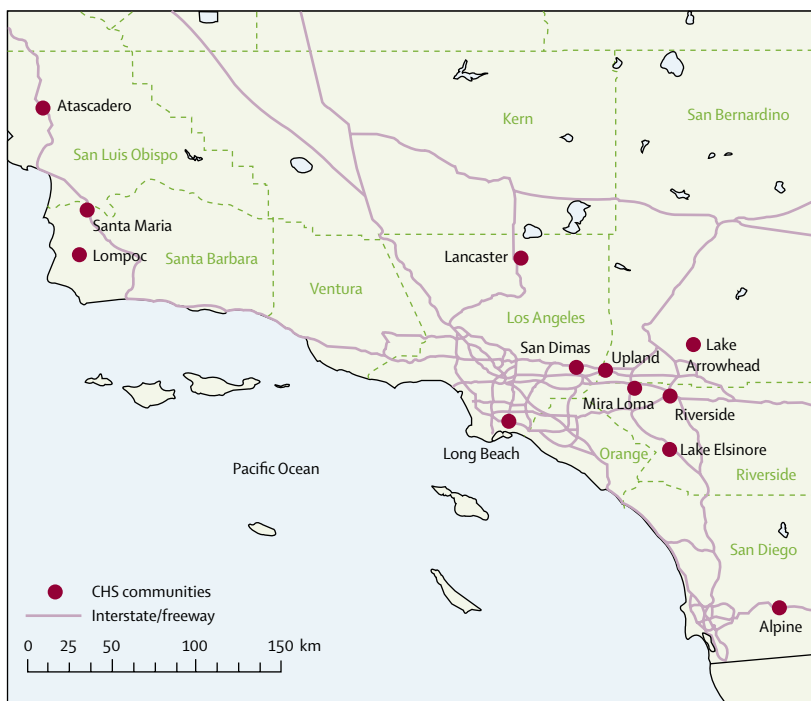 Atascadero
Kern
San Bernardino
San Luis Obispo
Santa Maria
Lompoc
Santa Barbara
Lancaster
Ventura
Los Angeles
San Dimas
Upland
Lake
Arrowhead
Mira Loma
Riverside
Long Beach
Orange
Lake Elsinore
Pacific Ocean
Riverside
San Diego
CHS communities
Interstate/freeway
Alpine
0 25 50 100 150 km